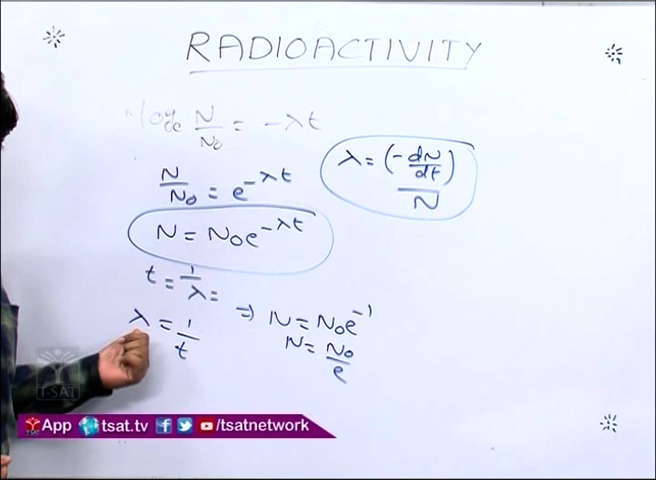 RADIOACTIVITY
log N/N₀ = -λt
λ = (-dN/dt)/N
N/N₀ = e^-λt
N = N₀e^-λt
t = 1/λ =
⇒ N = N₀e^-1
λ = 1/t
N = N₀/e
T-SAT
App tsat.tv /tsatnetwork